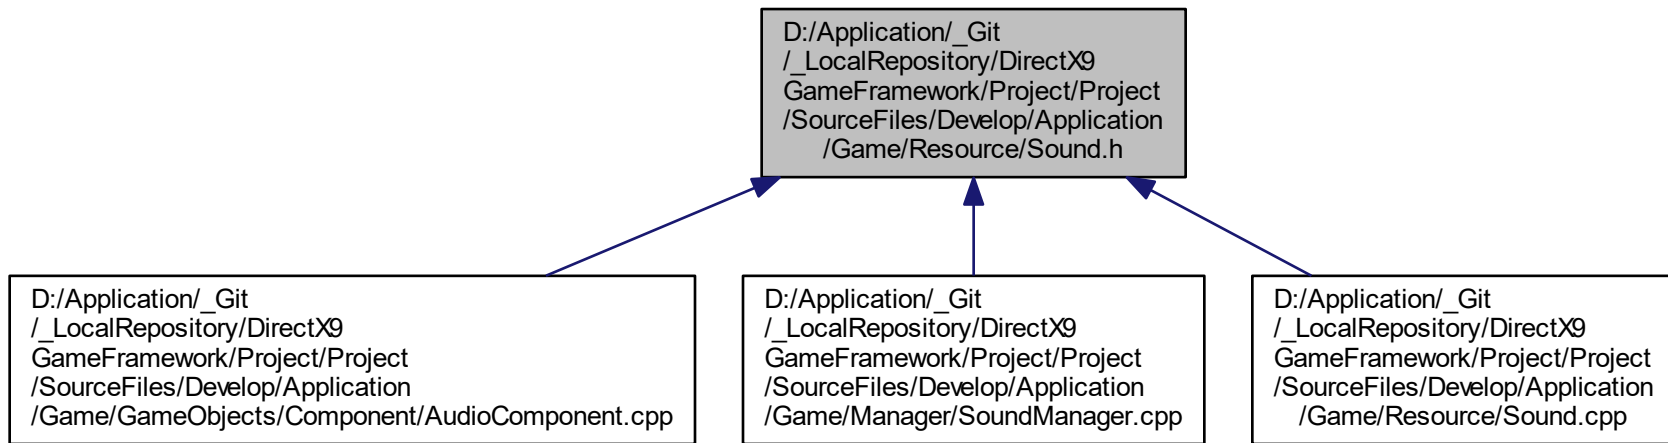 D:/Application/_Git
/_LocalRepository/DirectX9
GameFramework/Project/Project
/SourceFiles/Develop/Application
/Game/Resource/Sound.h
D:/Application/_Git
/_LocalRepository/DirectX9
GameFramework/Project/Project
/SourceFiles/Develop/Application
/Game/GameObjects/Component/AudioComponent.cpp
D:/Application/_Git
/_LocalRepository/DirectX9
GameFramework/Project/Project
/SourceFiles/Develop/Application
/Game/Manager/SoundManager.cpp
D:/Application/_Git
/_LocalRepository/DirectX9
GameFramework/Project/Project
/SourceFiles/Develop/Application
/Game/Resource/Sound.cpp